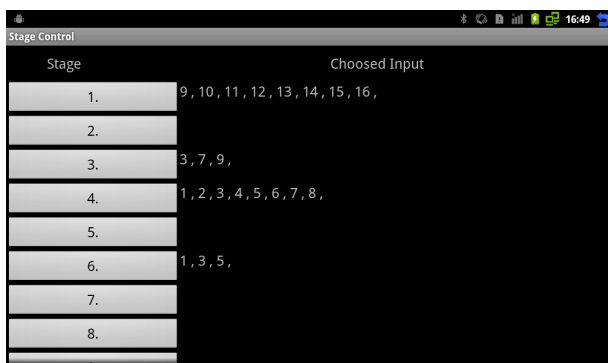 16:49
Stage Control
Stage Choosed Input
1. 9 , 10 , 11 , 12 , 13 , 14 , 15 , 16 ,
2.
3. 3 , 7 , 9 ,
4. 1 , 2 , 3 , 4 , 5 , 6 , 7 , 8 ,
5.
6. 1 , 3 , 5 ,
7.
8.